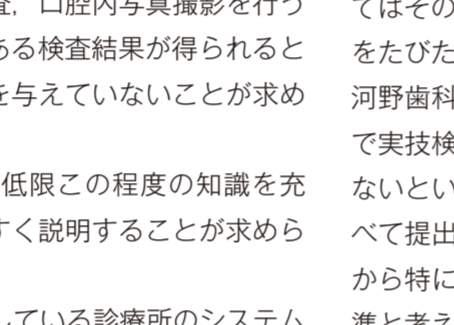 査，口腔内写真撮影を行う
ある検査結果が得られると
を与えていないことが求め
低限この程度の知識を充
すく説明することが求めら
している診療所のシステム
てはその
をたびた
河野歯科
で実技検
ないとい
べて提出
から特に
準と考え